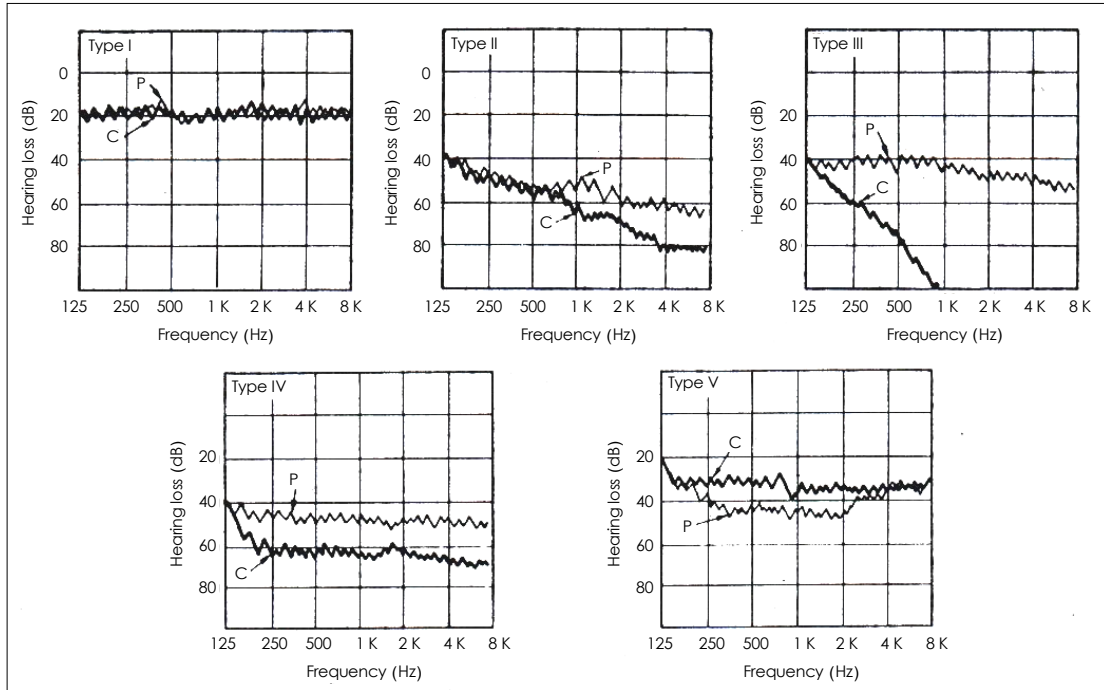 Type I
0
20
40
60
80
P
C
Hearing loss (dB)
125 250 500 1 K 2 K 4 K 8 K
Frequency (Hz)
Type II
0
20
40
60
80
P
C
Hearing loss (dB)
125 250 500 1 K 2 K 4 K 8 K
Frequency (Hz)
Type III
0
20
40
60
80
P
C
Hearing loss (dB)
125 250 500 1 K 2 K 4 K 8 K
Frequency (Hz)
Type IV
20
40
60
80
P
C
Hearing loss (dB)
125 250 500 1 K 2 K 4 K 8 K
Frequency (Hz)
Type V
20
40
60
80
C
P
Hearing loss (dB)
125 250 500 1 K 2 K 4 K 8 K
Frequency (Hz)